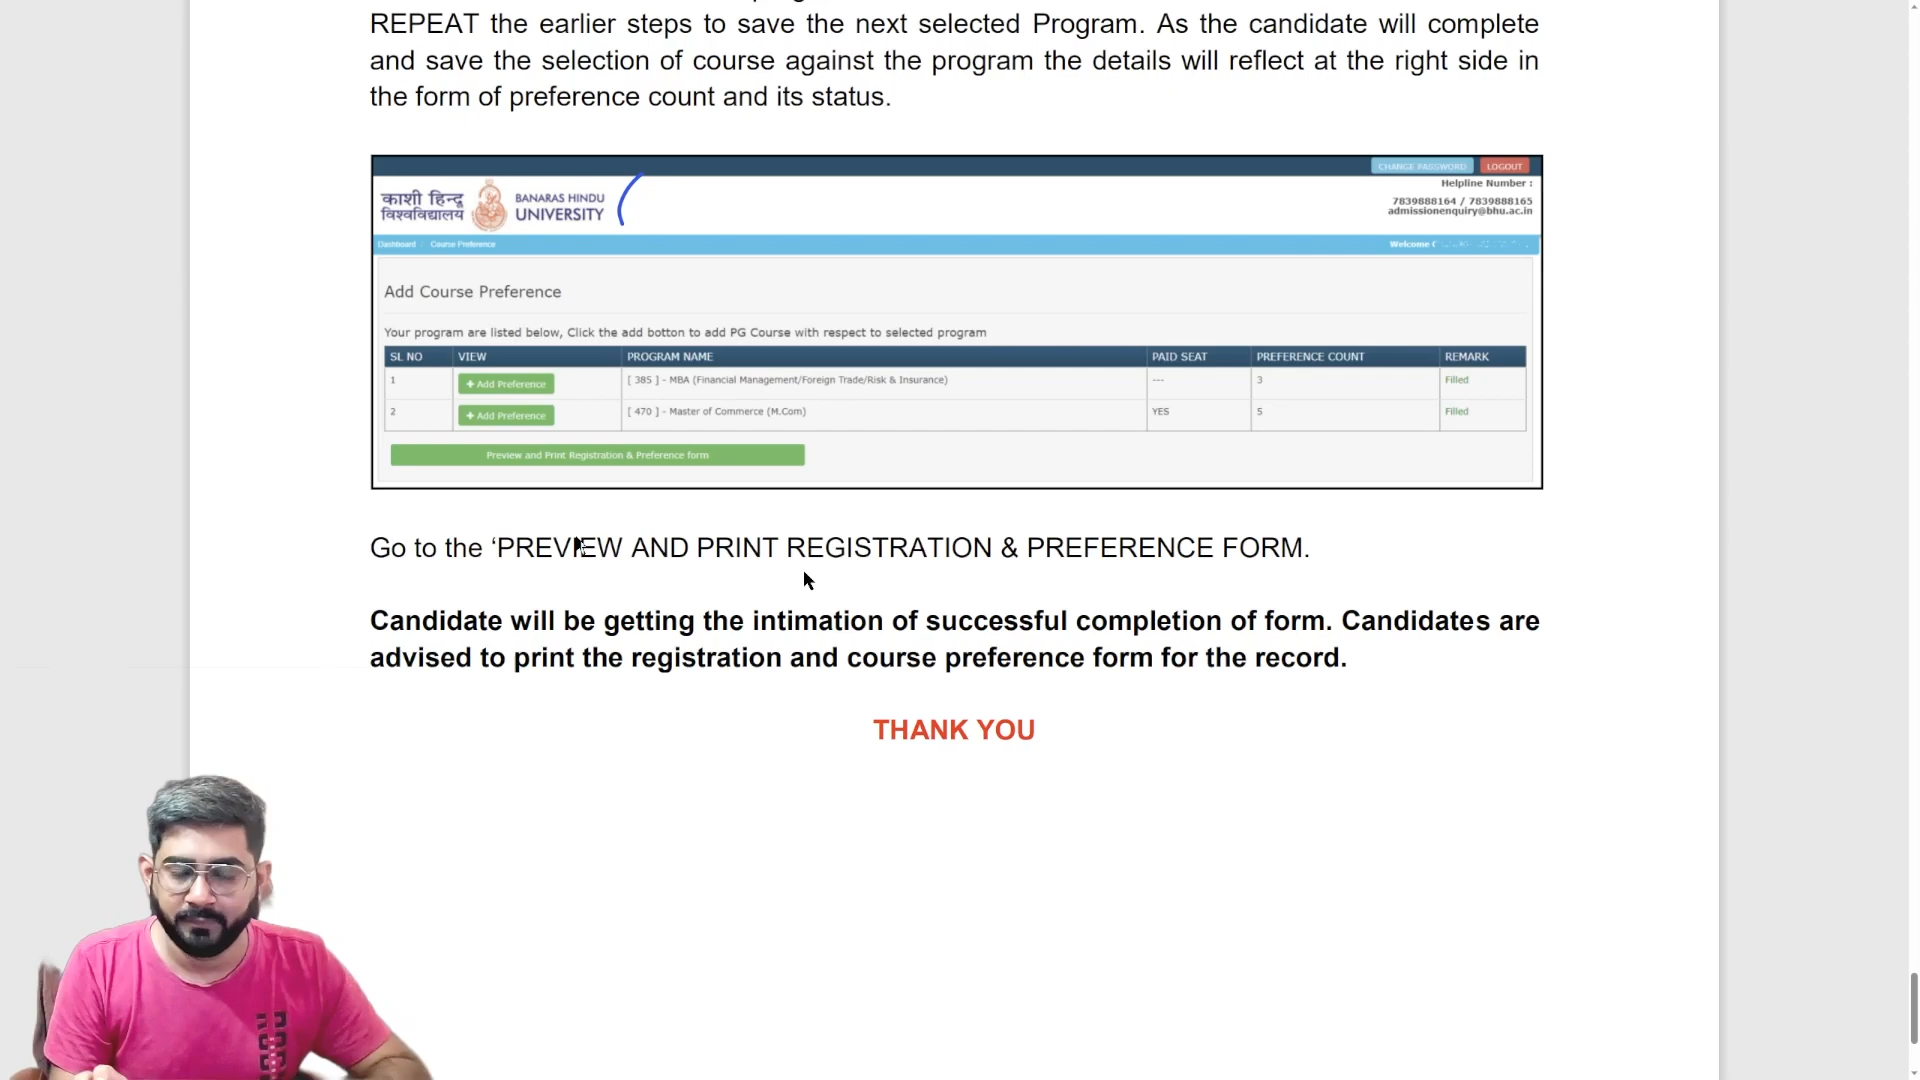 REPEAT the earlier steps to save the next selected Program. As the candidate will complete
and save the selection of course against the program the details will reflect at the right side in
the form of preference count and its status.
CHANGE PASSWORD LOGOUT
काशी हिन्दू
विश्वविद्यालय
BANARAS HINDU
UNIVERSITY
Helpline Number :
7839888164 / 7839888165
admissionenquiry@bhu.ac.in
Dashboard / Course Preference
Welcome
Add Course Preference
Your program are listed below, Click the add botton to add PG Course with respect to selected program
SL NO VIEW PROGRAM NAME PAID SEAT PREFERENCE COUNT REMARK
1 + Add Preference [ 385 ] - MBA (Financial Management/Foreign Trade/Risk & Insurance) --- 3 Filled
2 + Add Preference [ 470 ] - Master of Commerce (M.Com) YES 5 Filled
Preview and Print Registration & Preference form
Go to the ‘PREVIEW AND PRINT REGISTRATION & PREFERENCE FORM.
Candidate will be getting the intimation of successful completion of form. Candidates are
advised to print the registration and course preference form for the record.
THANK YOU